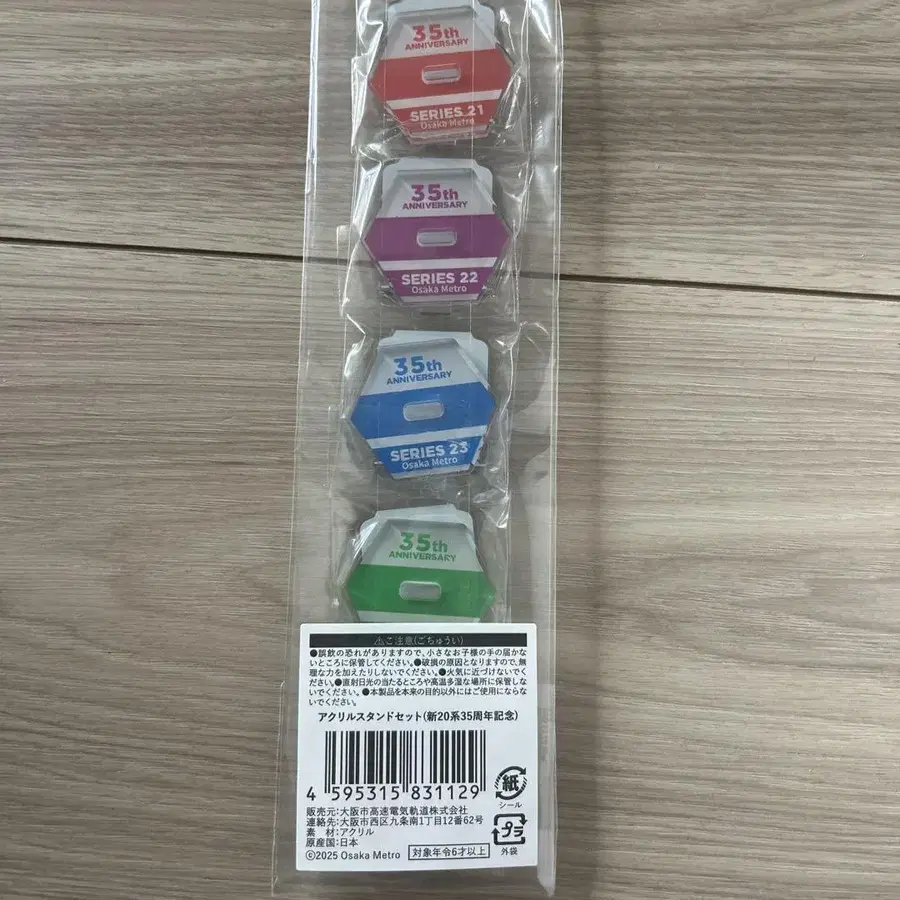 35th
ANNIVERSARY
SERIES 21
Osaka Metro
35th
ANNIVERSARY
SERIES 22
Osaka Metro
35th
ANNIVERSARY
SERIES 23
Osaka Metro
35th
ANNIVERSARY
⚠ご注意(ごちゅうい)
●誤飲の恐れがありますので、小さなお子様の手の届かな
いところに保管してください。●破損の原因となりますので、無
理な力を加えたりしないでください。●火気に近づけないでくだ
さい。●直射日光の当たるところや高温多湿な場所に保管しな
いでください。●本製品を本来の目的以外にはご使用にならな
いでください。
アクリルスタンドセット(新20系35周年記念)
4 595315 831129
紙
シール
販売元:大阪市高速電気軌道株式会社
連絡先:大阪市西区九条南1丁目12番62号
素 材:アクリル
原産国:日本
©2025 Osaka Metro
対象年令6才以上
プラ
外袋